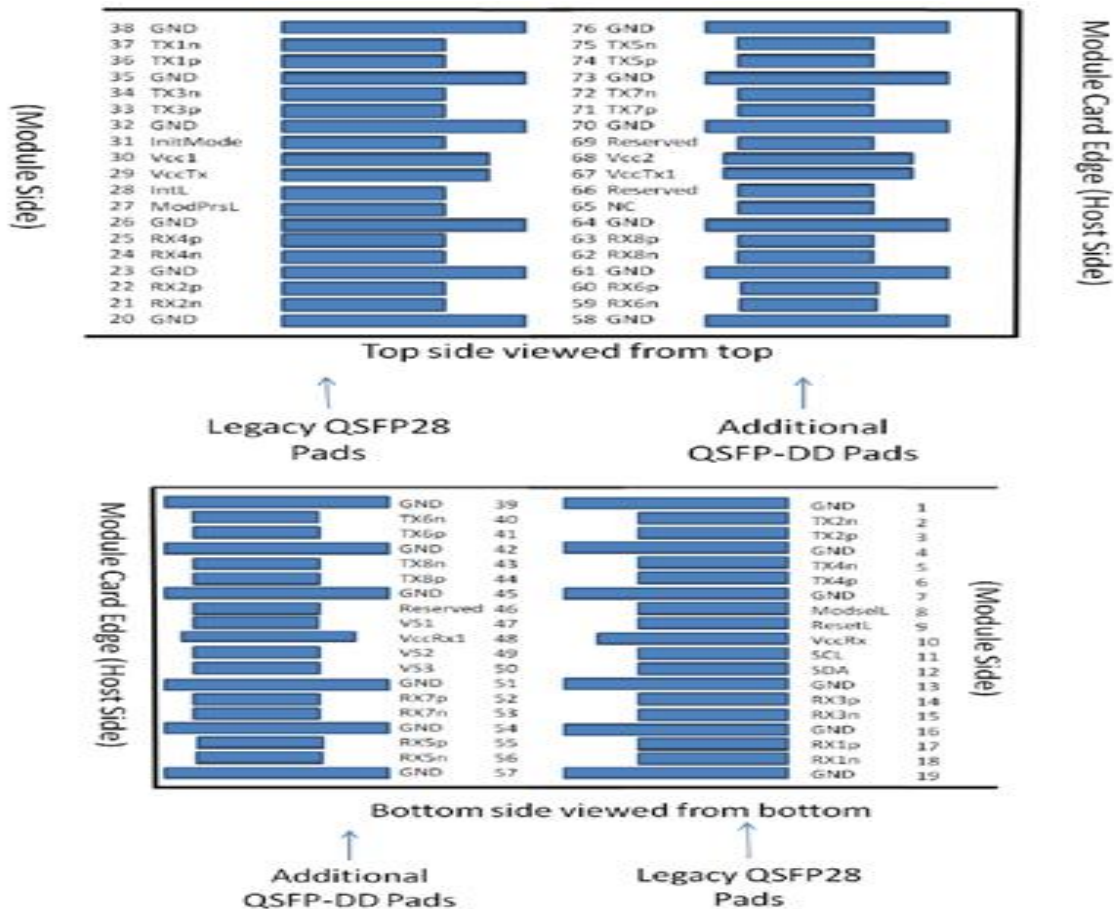 38 GND 76 GND
37 TX1n 75 TX5n
36 TX1p 74 TX5p
35 GND 73 GND
34 TX3n 72 TX7n
33 TX3p 71 TX7p
32 GND 70 GND
31 InitMode 69 Reserved
30 Vcc1 68 Vcc2
29 VccTx 67 VccTx1
28 IntL 66 Reserved
27 ModPrsL 65 NC
26 GND 64 GND
25 RX4p 63 RX8p
24 RX4n 62 RX8n
23 GND 61 GND
22 RX2p 60 RX6p
21 RX2n 59 RX6n
20 GND 58 GND
(Module Side)
Module Card Edge (Host Side)
Top side viewed from top
Legacy QSFP28
Pads
Additional
QSFP-DD Pads
Module Card Edge (Host Side)
GND 39 GND 1
TX6n 40 TX2n 2
TX6p 41 TX2p 3
GND 42 GND 4
TX8n 43 TX4n 5
TX8p 44 TX4p 6
GND 45 GND 7
Reserved 46 ModselL 8
VS1 47 ResetL 9
VccRx1 48 VccRx 10
VS2 49 SCL 11
VS3 50 SDA 12
GND 51 GND 13
RX7p 52 RX3p 14
RX7n 53 RX3n 15
GND 54 GND 16
RX5p 55 RX1p 17
RX5n 56 RX1n 18
GND 57 GND 19
(Module Side)
Bottom side viewed from bottom
Additional
QSFP-DD Pads
Legacy QSFP28
Pads